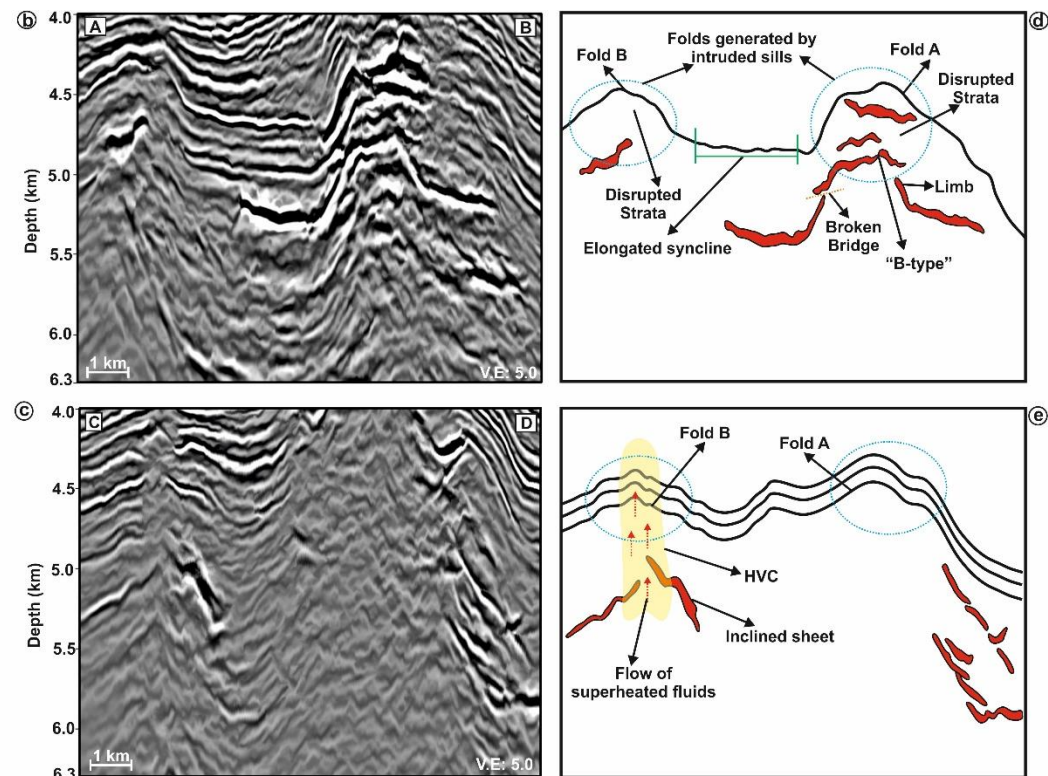 b
A
B
4.0
4.5
5.0
5.5
6.0
6.3
Depth (km)
1 km
V.E: 5.0
d
Folds generated by
intruded sills
Fold B
Fold A
Disrupted
Strata
Disrupted
Strata
Elongated syncline
Broken
Bridge
Limb
"B-type"
c
C
D
4.0
4.5
5.0
5.5
6.0
6.3
Depth (km)
1 km
V.E: 5.0
e
Fold B
Fold A
HVC
Inclined sheet
Flow of
superheated fluids